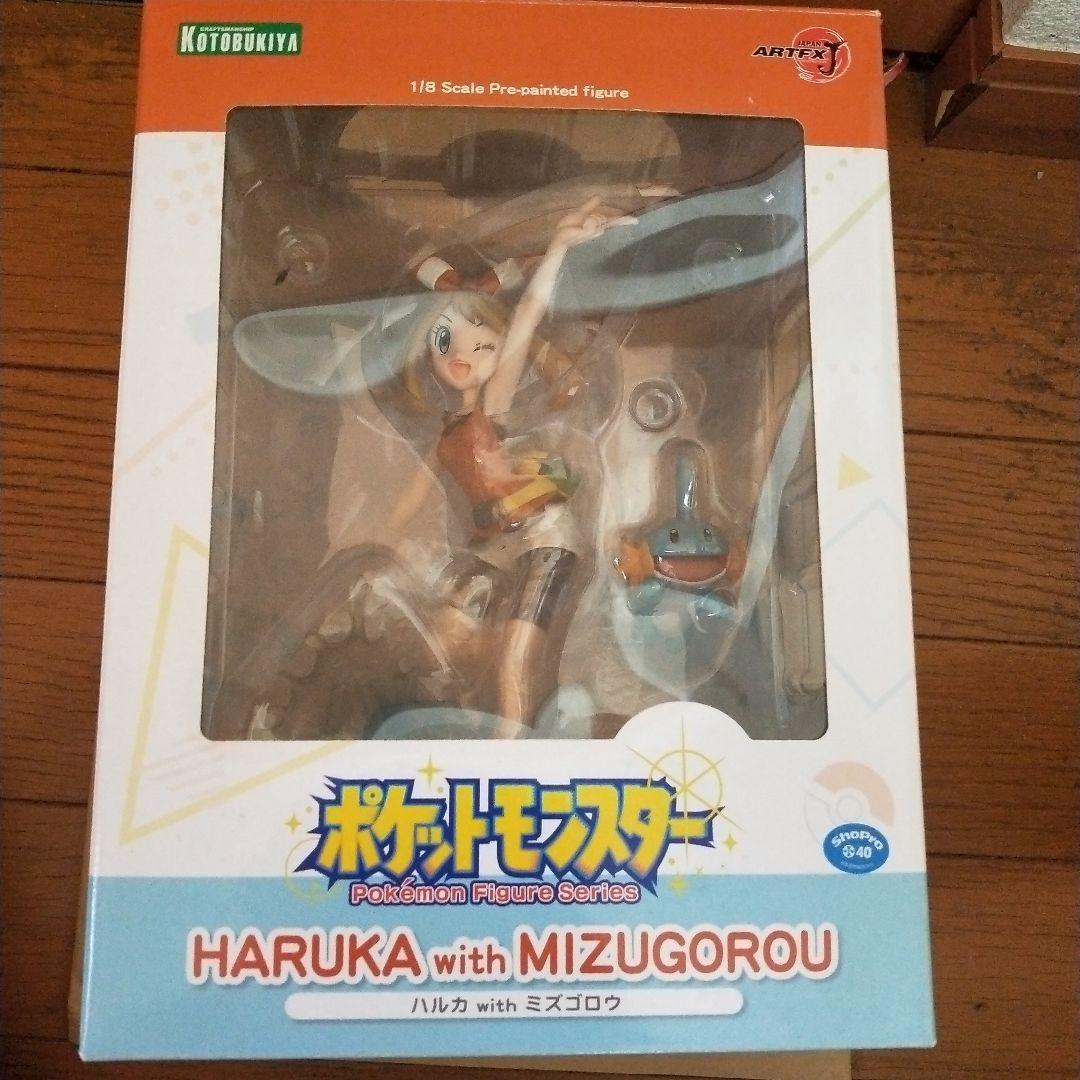 CRAFTSMANSHIP
KOTOBUKIYA
JAPAN
ARTFX J
1/8 Scale Pre-painted figure
ポケットモンスター
Pokémon Figure Series
ShoPro
40
HARUKA with MIZUGOROU
ハルカ with ミズゴロウ